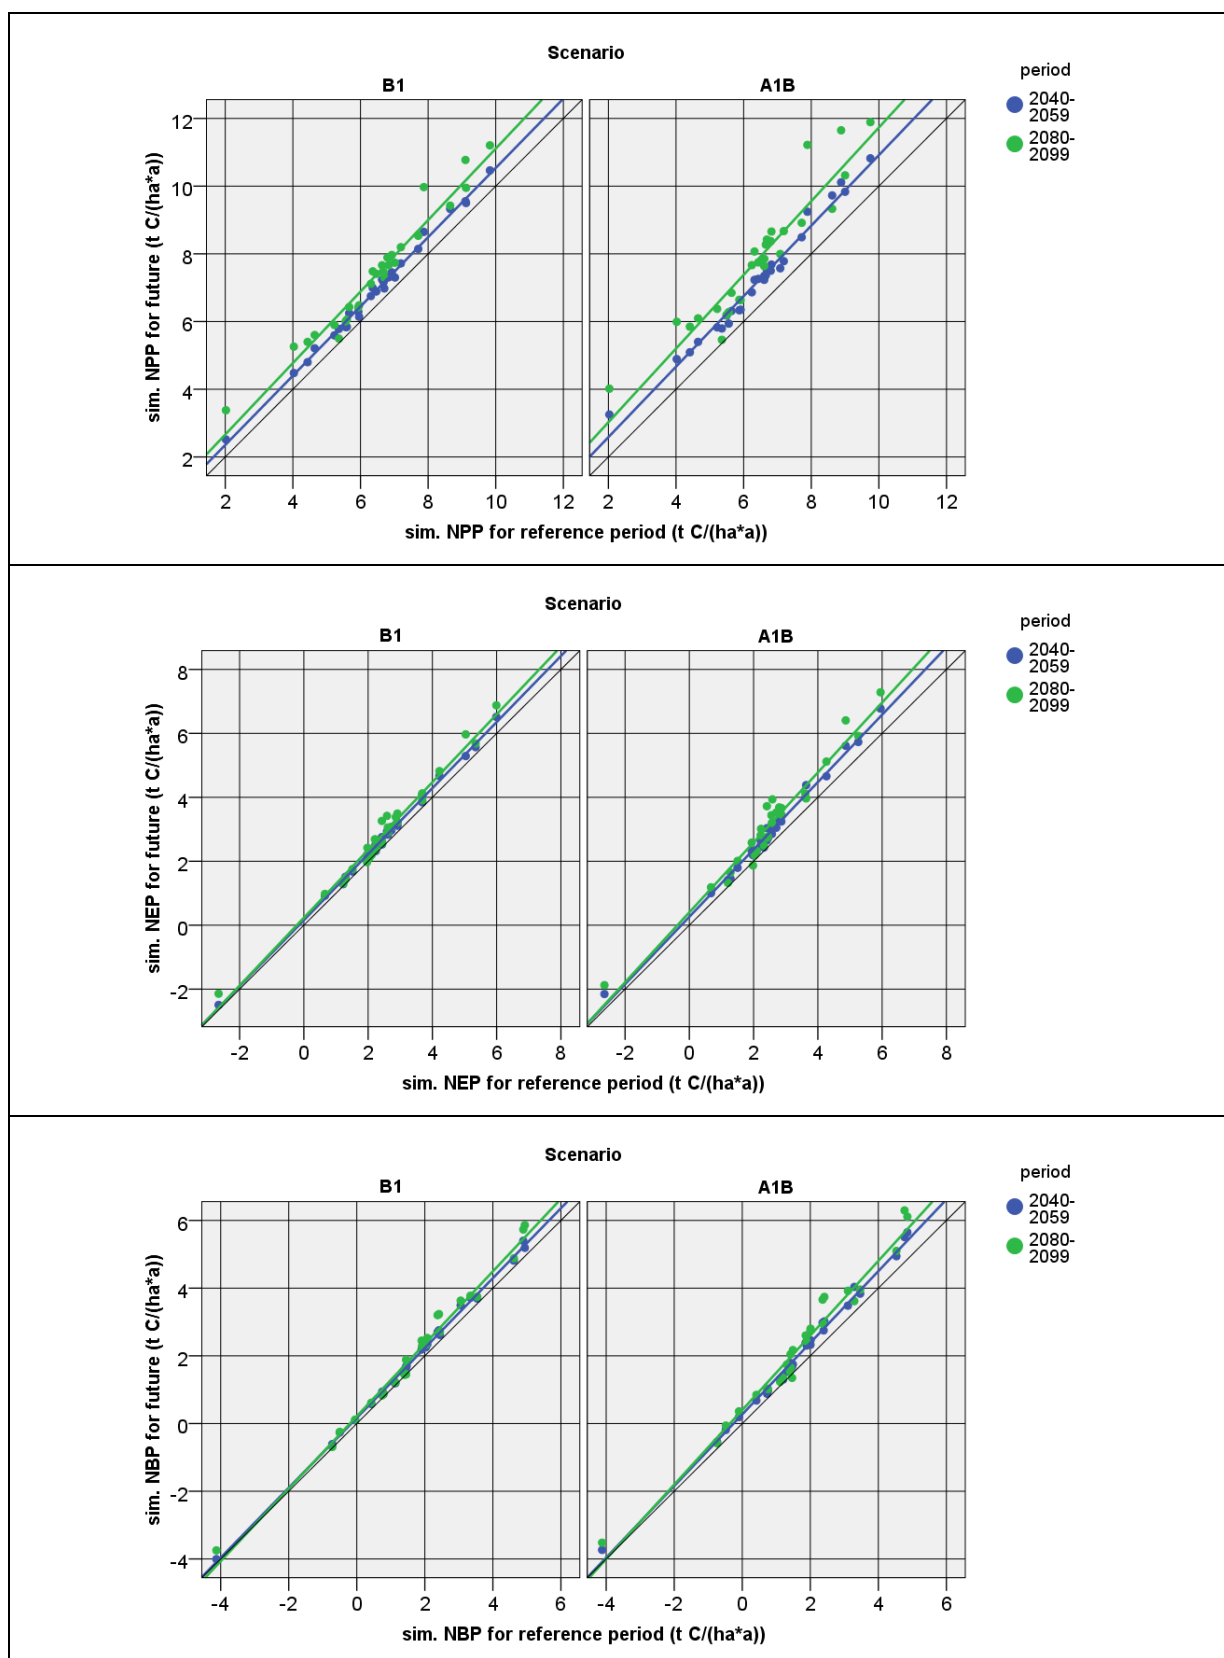 Scenario
B1
A1B
period
2040-
2059
2080-
2099
sim. NPP for future (t C/(ha*a))
12
10
8
6
4
2
2 4 6 8 10 12
2 4 6 8 10 12
sim. NPP for reference period (t C/(ha*a))
Scenario
B1
A1B
period
2040-
2059
2080-
2099
sim. NEP for future (t C/(ha*a))
8
6
4
2
0
-2
-2 0 2 4 6 8
-2 0 2 4 6 8
sim. NEP for reference period (t C/(ha*a))
Scenario
B1
A1B
period
2040-
2059
2080-
2099
sim. NBP for future (t C/(ha*a))
6
4
2
0
-2
-4
-4 -2 0 2 4 6
-4 -2 0 2 4 6
sim. NBP for reference period (t C/(ha*a))